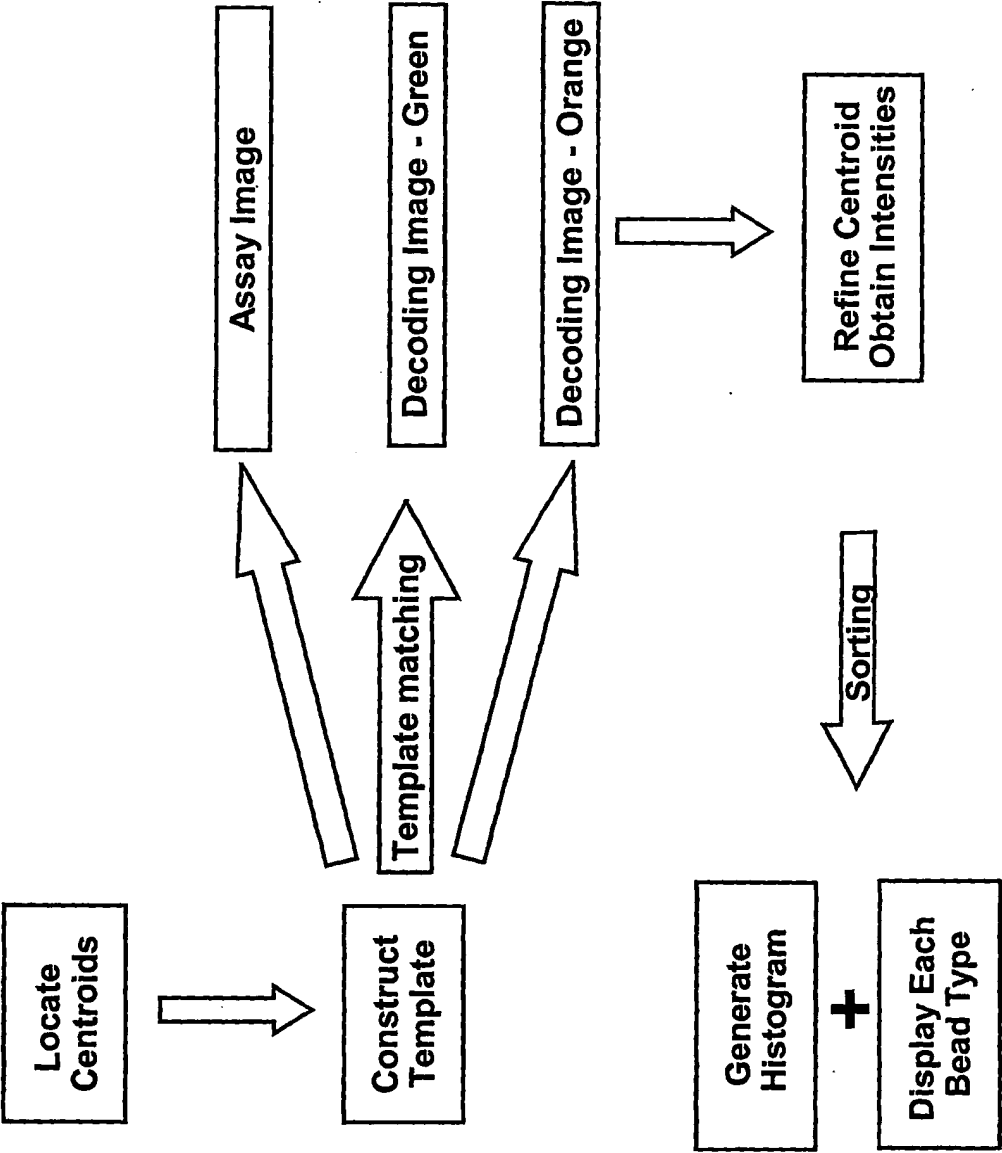 Locate
Centroids
Construct
Template
Template matching
Assay Image
Decoding Image - Green
Decoding Image - Orange
Refine Centroid
Obtain Intensities
Sorting
Generate
Histogram
+
Display Each
Bead Type